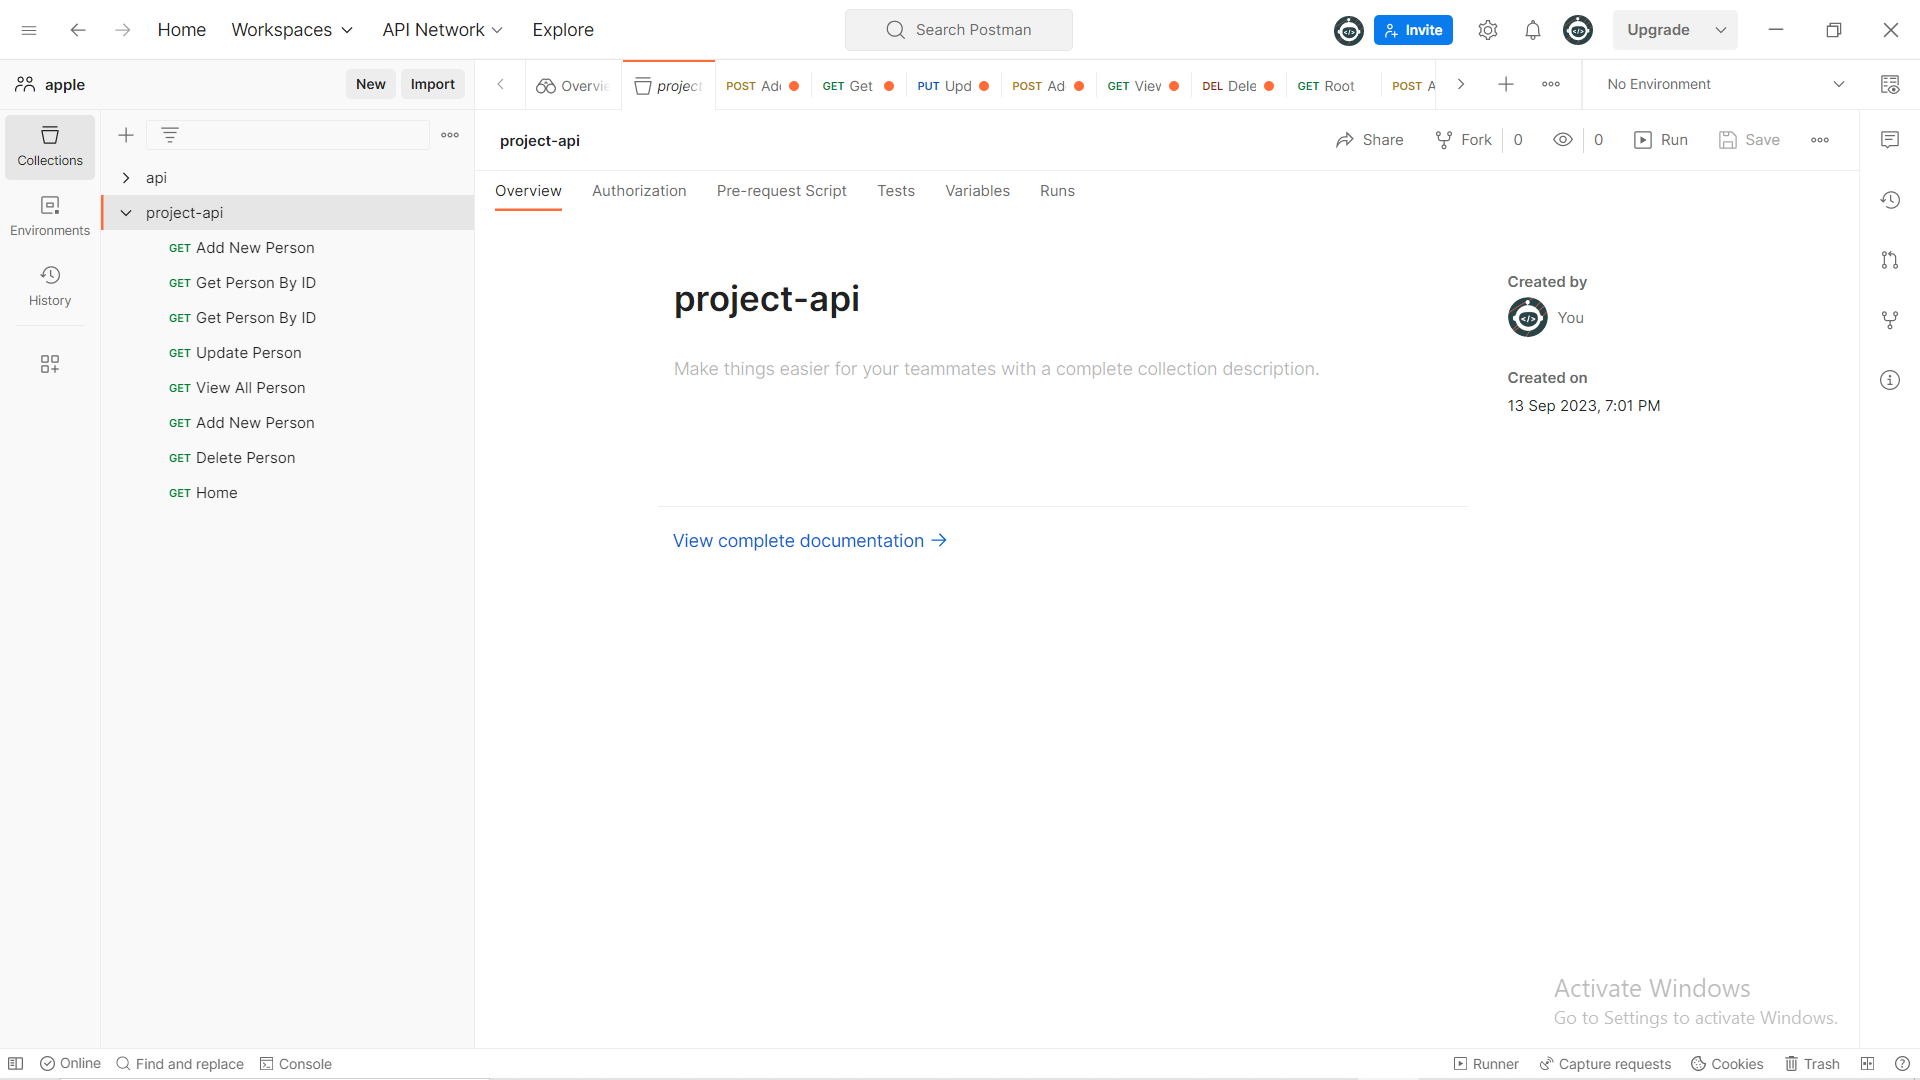 Home Workspaces API Network Explore Search Postman Invite Upgrade
apple New Import Overvie project POST Add GET Get PUT Upd POST Ad GET View DEL Dele GET Root POST A No Environment
Collections
Environments
History
api
project-api
GET Add New Person
GET Get Person By ID
GET Get Person By ID
GET Update Person
GET View All Person
GET Add New Person
GET Delete Person
GET Home
project-api Share Fork 0 0 Run Save
Overview Authorization Pre-request Script Tests Variables Runs
project-api
Make things easier for your teammates with a complete collection description.
View complete documentation →
Created by
You
Created on
13 Sep 2023, 7:01 PM
Activate Windows
Go to Settings to activate Windows.
Online Find and replace Console Runner Capture requests Cookies Trash